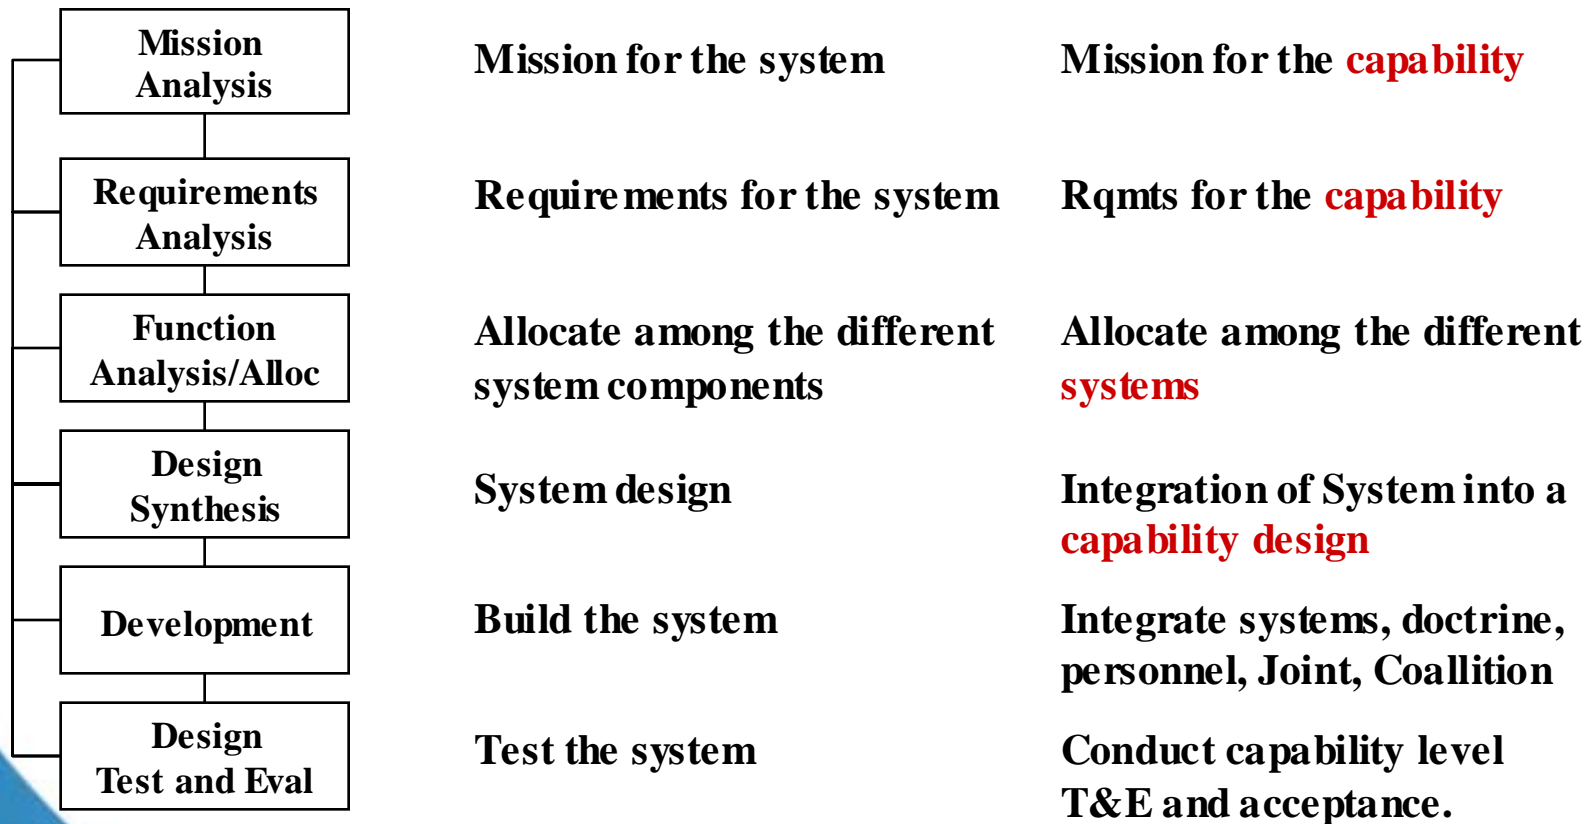 Mission
Analysis
Mission for the system
Mission for the capability
Requirements
Analysis
Requirements for the system
Rqmts for the capability
Function
Analysis/Alloc
Allocate among the different
system components
Allocate among the different
systems
Design
Synthesis
System design
Integration of System into a
capability design
Development
Build the system
Integrate systems, doctrine,
personnel, Joint, Coallition
Design
Test and Eval
Test the system
Conduct capability level
T&E and acceptance.